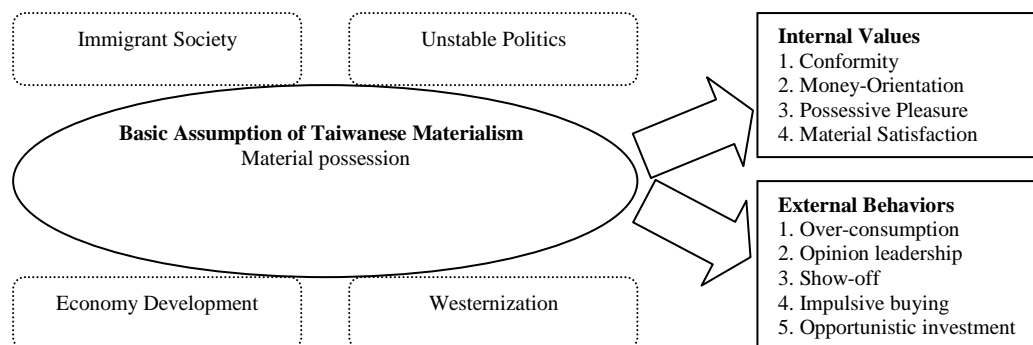 Immigrant Society
Unstable Politics
Basic Assumption of Taiwanese Materialism
Material possession
Economy Development
Westernization
Internal Values
1. Conformity
2. Money-Orientation
3. Possessive Pleasure
4. Material Satisfaction
External Behaviors
1. Over-consumption
2. Opinion leadership
3. Show-off
4. Impulsive buying
5. Opportunistic investment